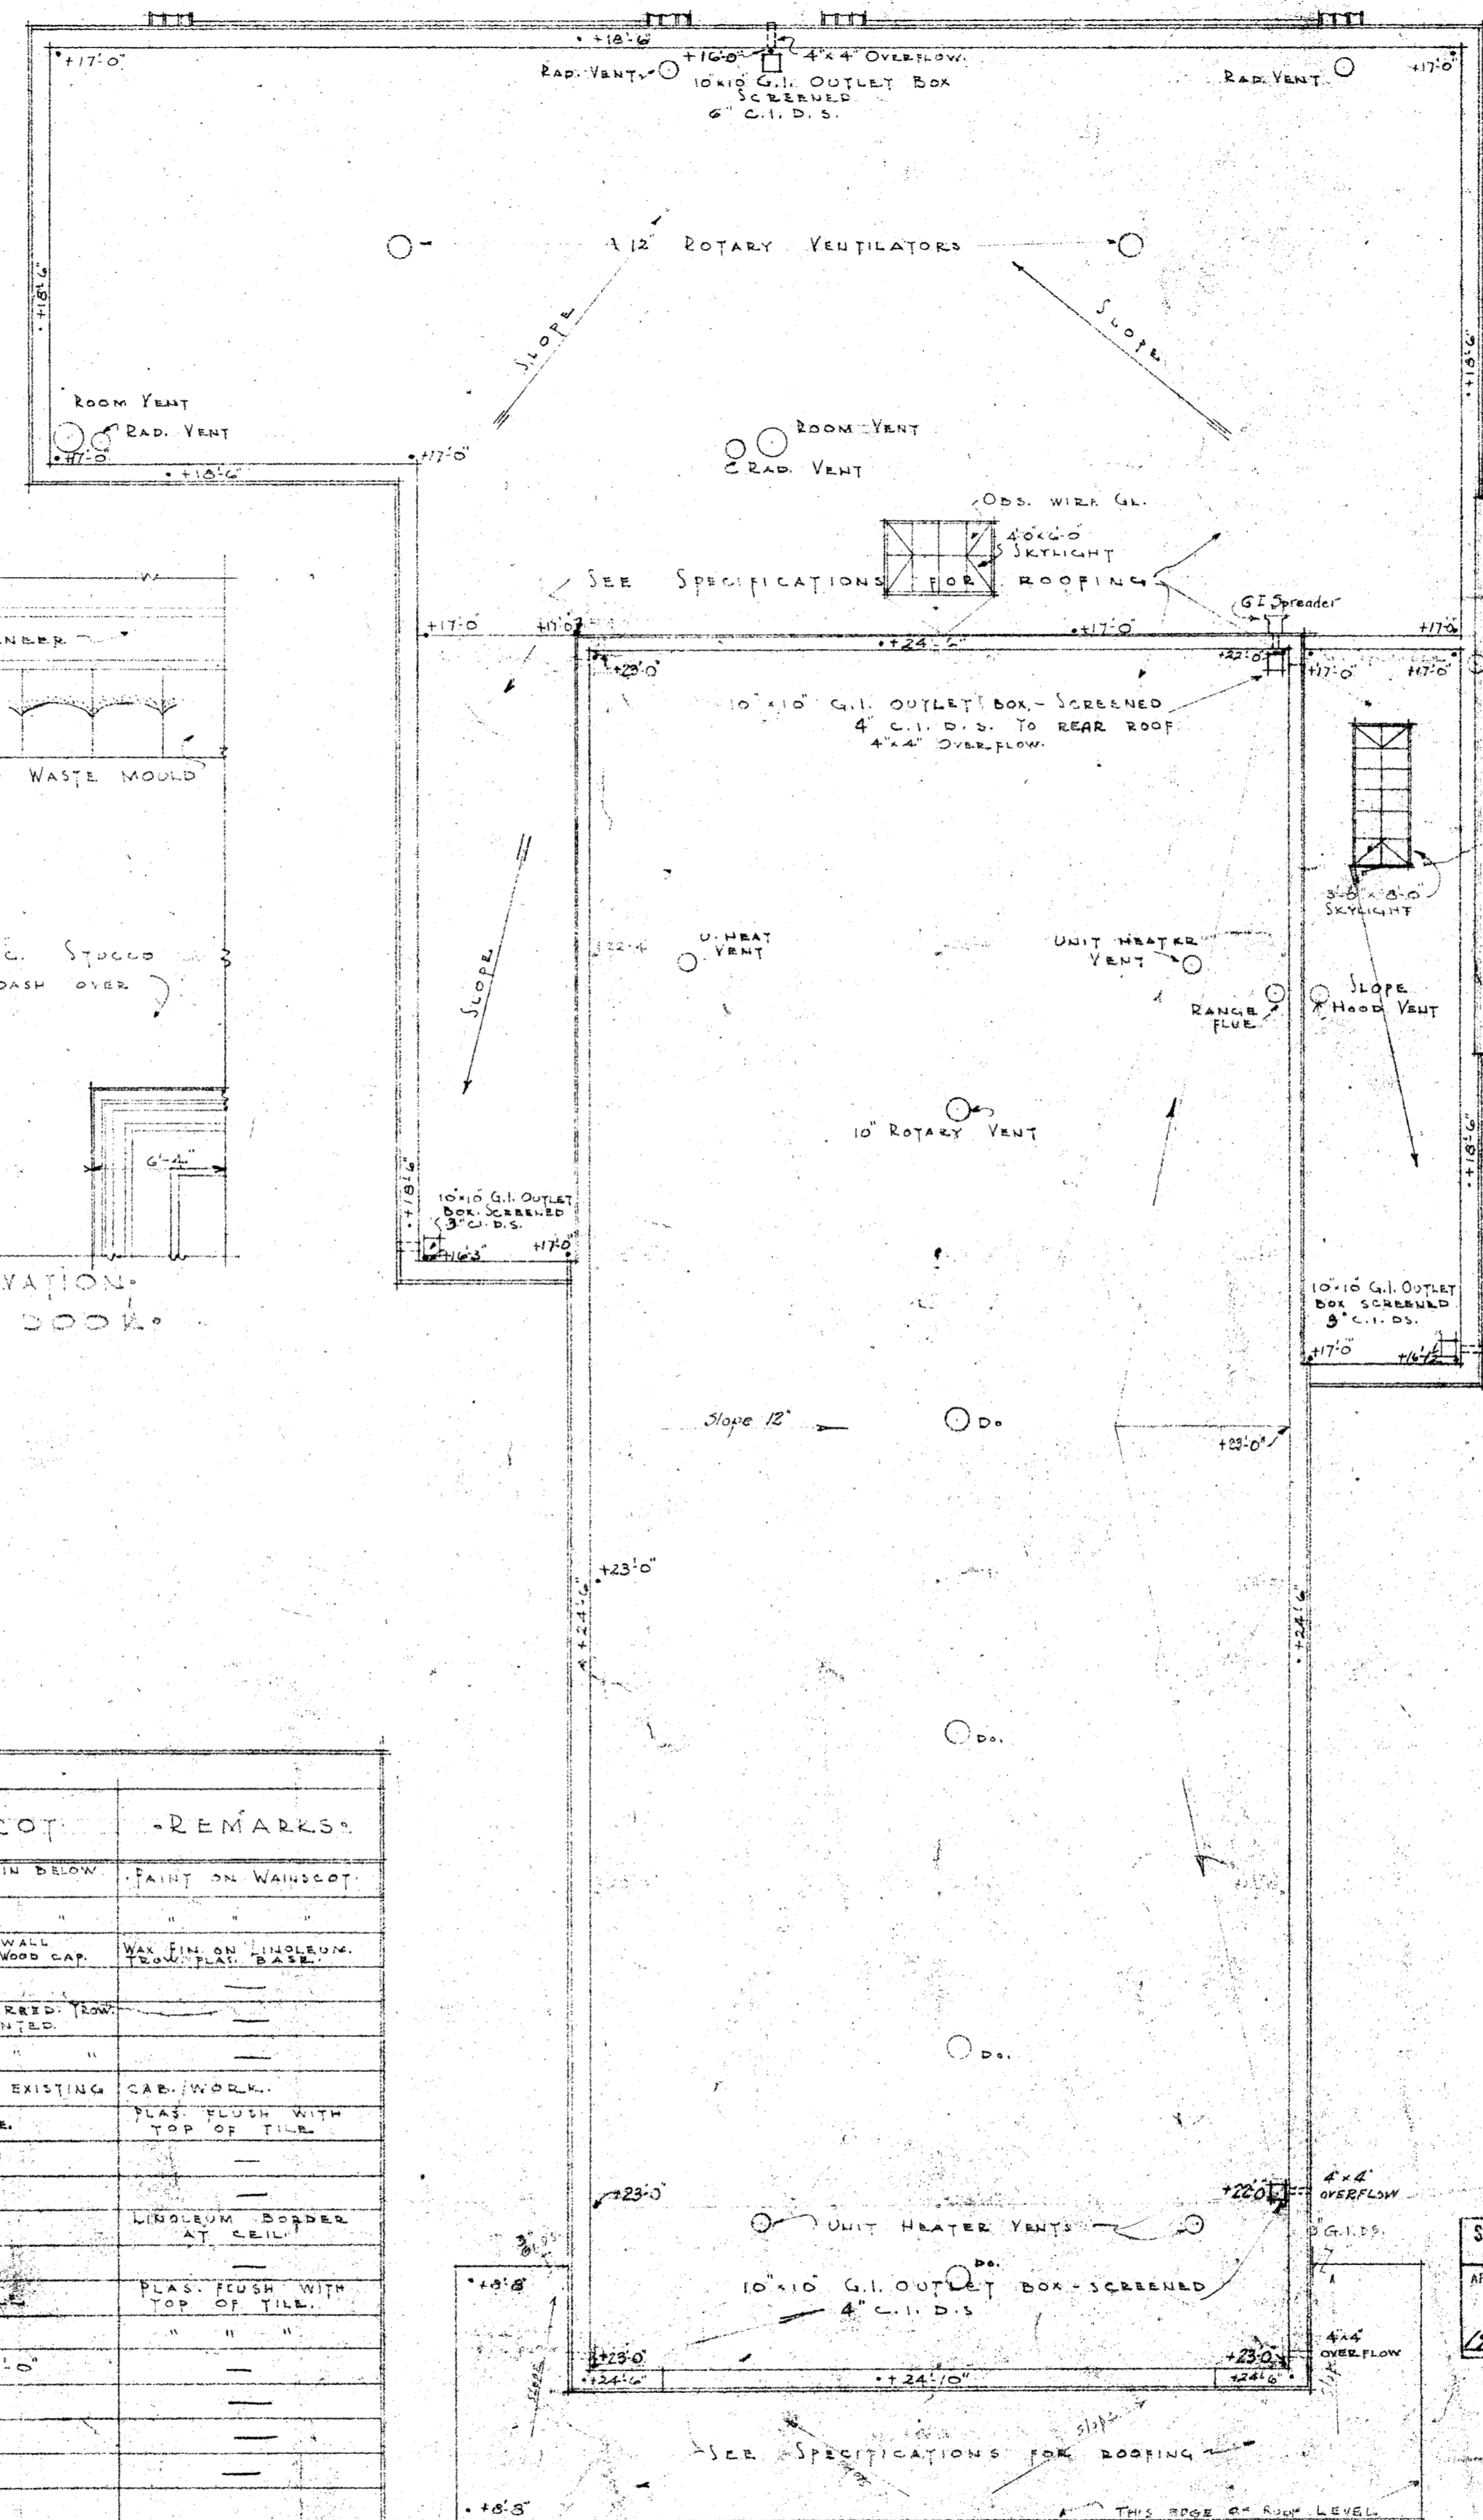 +18'-6"
+17'-0"
+16'-0"
4"x4" OVERFLOW.
+17'-0"
RAD. VENT
10"x10" G.I. OUTLET BOX
SCREENED
6" C.I. D.S.
RAD. VENT
12" ROTARY VENTILATORS
+18'-6"
SLOPE
SLOPE
+18'-6"
ROOM VENT
RAD. VENT
+17'-0"
+18'-6"
+17'-0"
ROOM VENT
RAD. VENT
OBS. WIRE GL.
4'-0"x6'-0"
SKYLIGHT
SEE SPECIFICATIONS FOR ROOFING
G I Spreader
+17'-0"
+17'-0"
+17'-0"
+17'-0"
+23'-0"
+22'-0"
+17'-0"
+17'-0"
10"x10" G.I. OUTLET BOX - SCREENED
4" C.I. D.S. TO REAR ROOF.
4"x4" OVERFLOW.
WASTE MOULD
SKYLIGHT
STUCCO
DASH OVER
SLOPE
U. HEAT
VENT
UNIT HEATER
VENT
RANGE
FLUE
SLOPE
HOOD VENT
10" ROTARY VENT
+18'-6"
+18'-6"
10"x10" G.I. OUTLET
BOX. SCREENED
3" C.I. D.S.
+16'-3"
+17'-0"
10"x10" G.I. OUTLET
BOX SCREENED
3" C.I. DS.
+17'-0"
Slope 12"
DO
+23'-0"
+23'-0"
+24'-6"
+24'-6"
DO.
REMARKS
IN BELOW
PAINT ON WAINSCOT.
" " " "
WALL
WOOD CAP.
WAX FIN. ON LINOLEUM.
TROW. PLAS. BASE.
TROW.
" "
DO.
EXISTING
CAB. WORK.
PLAS. FLUSH WITH
TOP OF TILE
LINOLEUM BORDER
AT CEIL.
PLAS. FLUSH WITH
TOP OF TILE.
" " "
+23'-0"
+22'-0"
4"x4"
OVERFLOW
UNIT HEATER VENTS
G.I. DS.
DO.
10"x10" G.I. OUTLET BOX - SCREENED
4" C.I. D.S
4"x4"
OVERFLOW
+23'-0"
+23'-0"
+24'-6"
+24'-10"
+24'-6"
slope
SEE SPECIFICATIONS FOR ROOFING
+8'-3"
THIS EDGE OF ROOF LEVEL